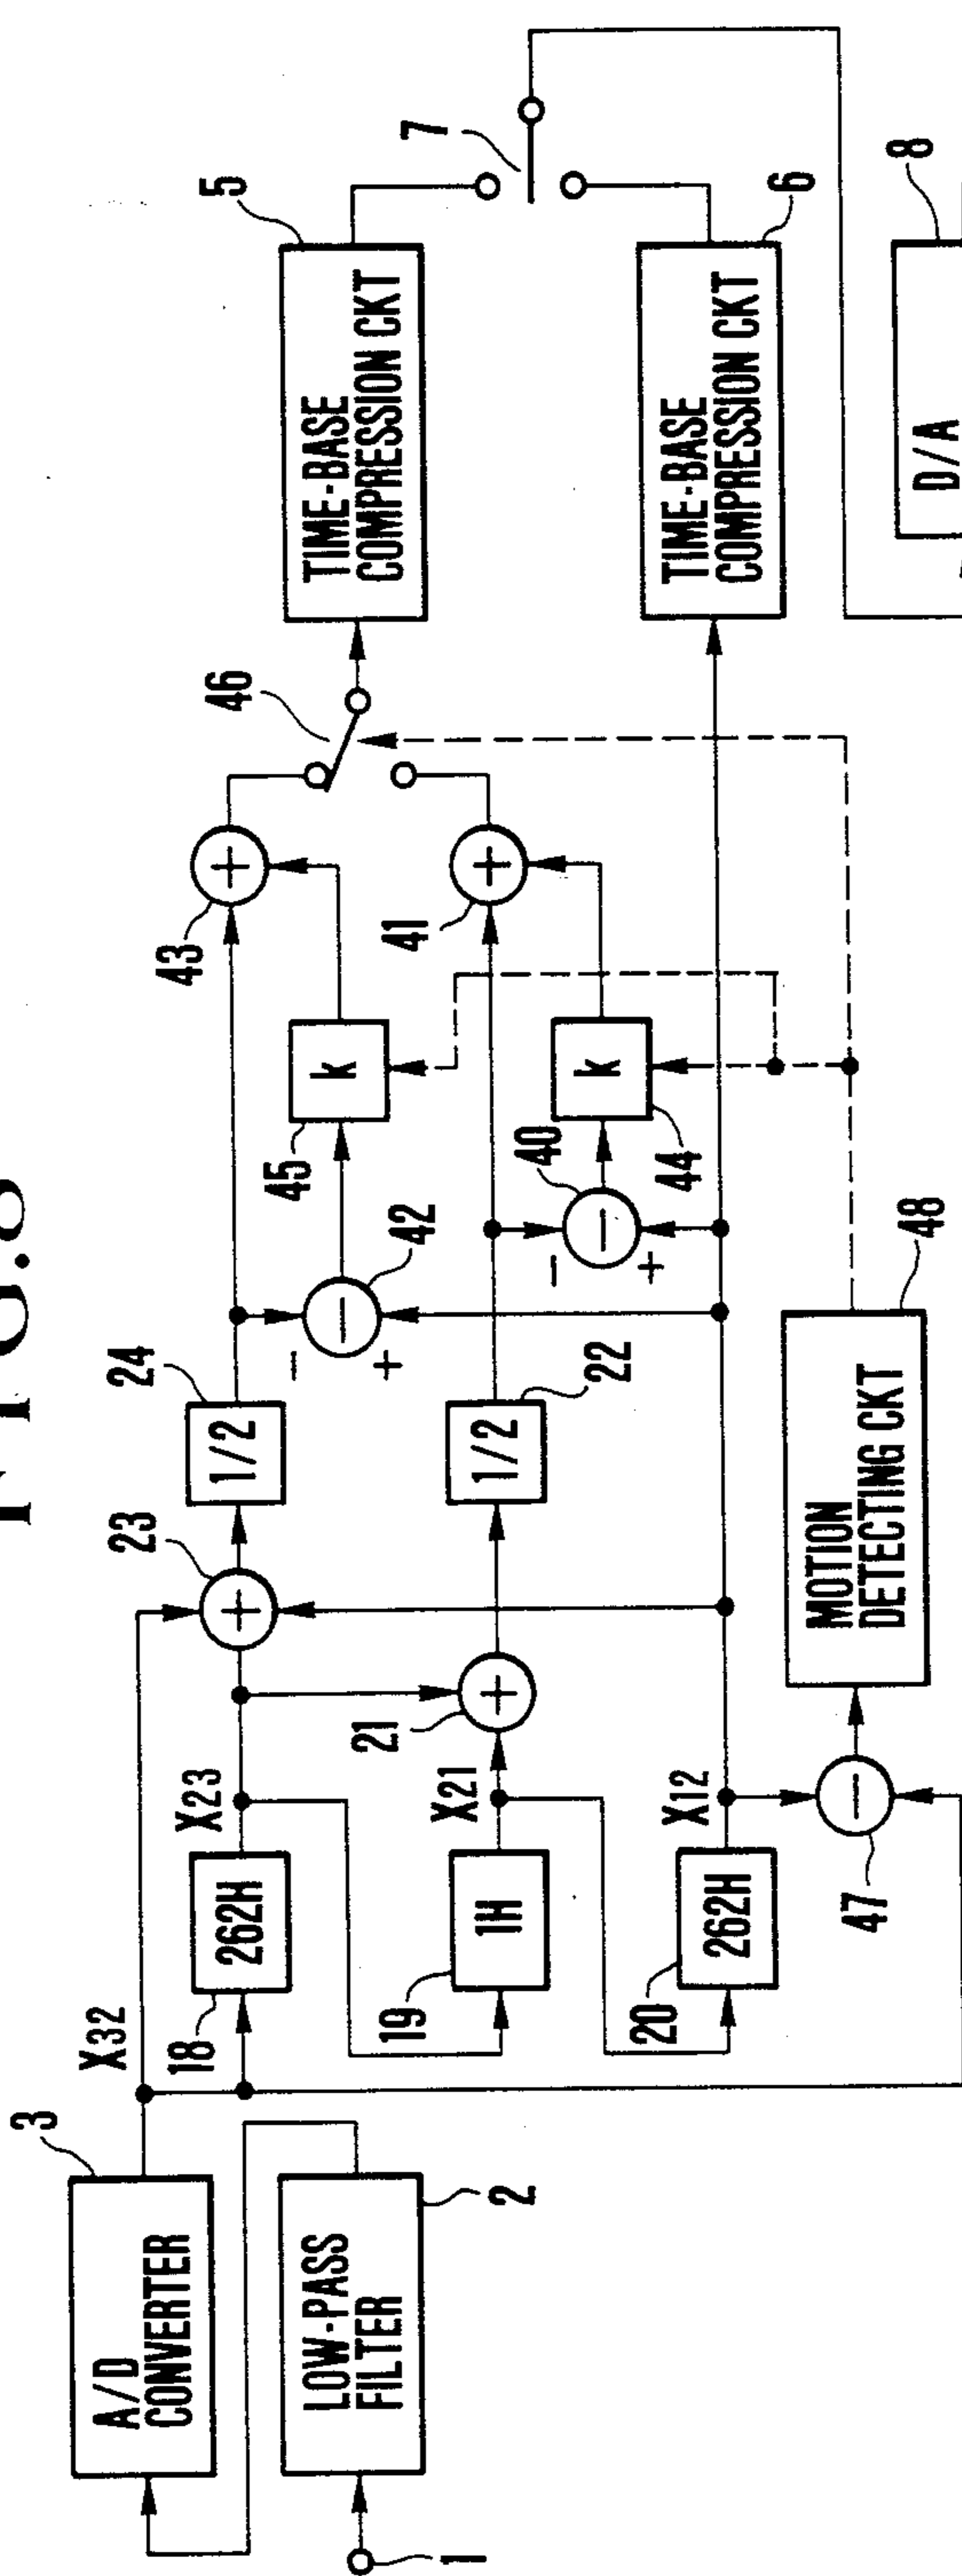 FIG.8
A/D
CONVERTER
3
LOW-PASS
FILTER
2
1
X32
18
262H
X23
19
1H
X21
20
262H
X12
23
+
21
+
24
1/2
22
1/2
47
−
MOTION
DETECTING CKT
48
42
−
−
+
40
−
−
+
45
k
44
k
43
+
41
+
46
TIME-BASE
COMPRESSION CKT
5
TIME-BASE
COMPRESSION CKT
6
7
D/A
8